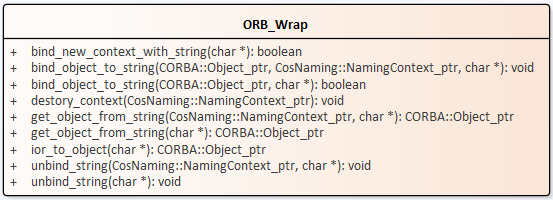 ORB_Wrap
+ bind_new_context_with_string(char *): boolean
+ bind_object_to_string(CORBA::Object_ptr, CosNaming::NamingContext_ptr, char *): void
+ bind_object_to_string(CORBA::Object_ptr, char *): boolean
+ destory_context(CosNaming::NamingContext_ptr): void
+ get_object_from_string(CosNaming::NamingContext_ptr, char *): CORBA::Object_ptr
+ get_object_from_string(char *): CORBA::Object_ptr
+ ior_to_object(char *): CORBA::Object_ptr
+ unbind_string(CosNaming::NamingContext_ptr, char *): void
+ unbind_string(char *): void